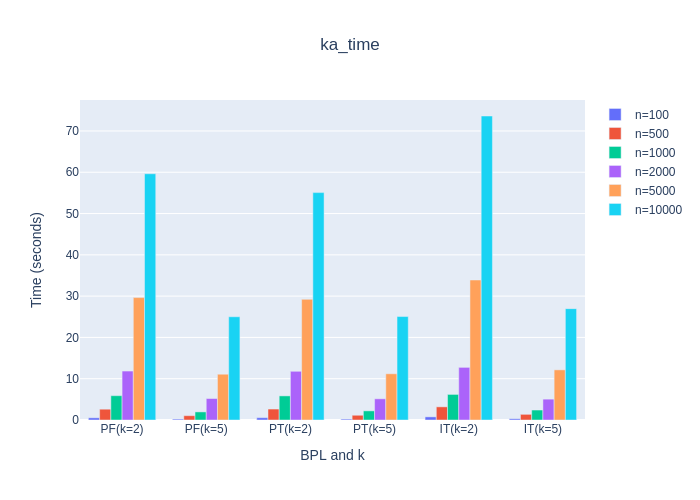 ka_time
n=100
n=500
n=1000
n=2000
n=5000
n=10000
70
60
50
40
30
20
10
0
Time (seconds)
PF(k=2) PF(k=5) PT(k=2) PT(k=5) IT(k=2) IT(k=5)
BPL and k